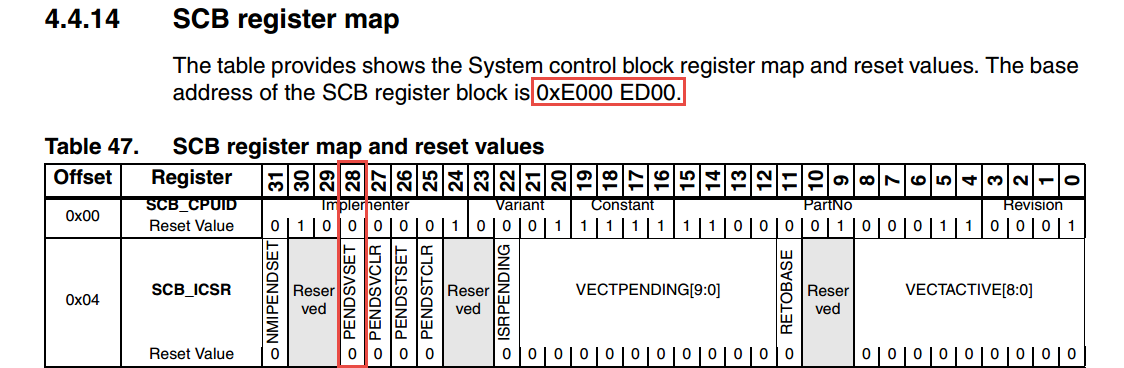 4.4.14 SCB register map
The table provides shows the System control block register map and reset values. The base
address of the SCB register block is 0xE000 ED00.
Table 47. SCB register map and reset values
Offset Register 31 30 29 28 27 26 25 24 23 22 21 20 19 18 17 16 15 14 13 12 11 10 9 8 7 6 5 4 3 2 1 0
0x00 SCB_CPUID Implementer Variant Constant PartNo Revision
Reset Value 0 1 0 0 0 0 0 1 0 0 0 1 1 1 1 1 1 1 0 0 0 0 1 0 0 0 1 1 0 0 0 1
0x04 SCB_ICSR NMIPENDSET Reser PENDSVSET PENDSVCLR PENDSTSET PENDSTCLR Reser ISRPENDING VECTPENDING[9:0] RETOBASE Reser VECTACTIVE[8:0]
ved ved ved
Reset Value 0 0 0 0 0 0 0 0 0 0 0 0 0 0 0 0 0 0 0 0 0 0 0 0 0 0